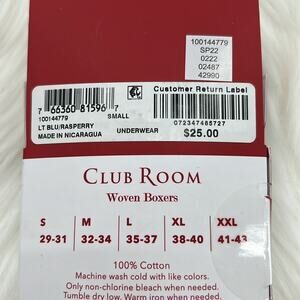 100144779
SP22
0222
02487
42990
Customer Return Label
7 66360 81596 7
100144779 SMALL
072347485727
LT BLU/RASPERRY
MADE IN NICARAGUA UNDERWEAR $25.00
CLUB ROOM
Woven Boxers
S M L XL XXL
29-31 32-34 35-37 38-40 41-43
100% Cotton
Machine wash cold with like colors.
Only non-chlorine bleach when needed.
Tumble dry low. Warm iron when needed.